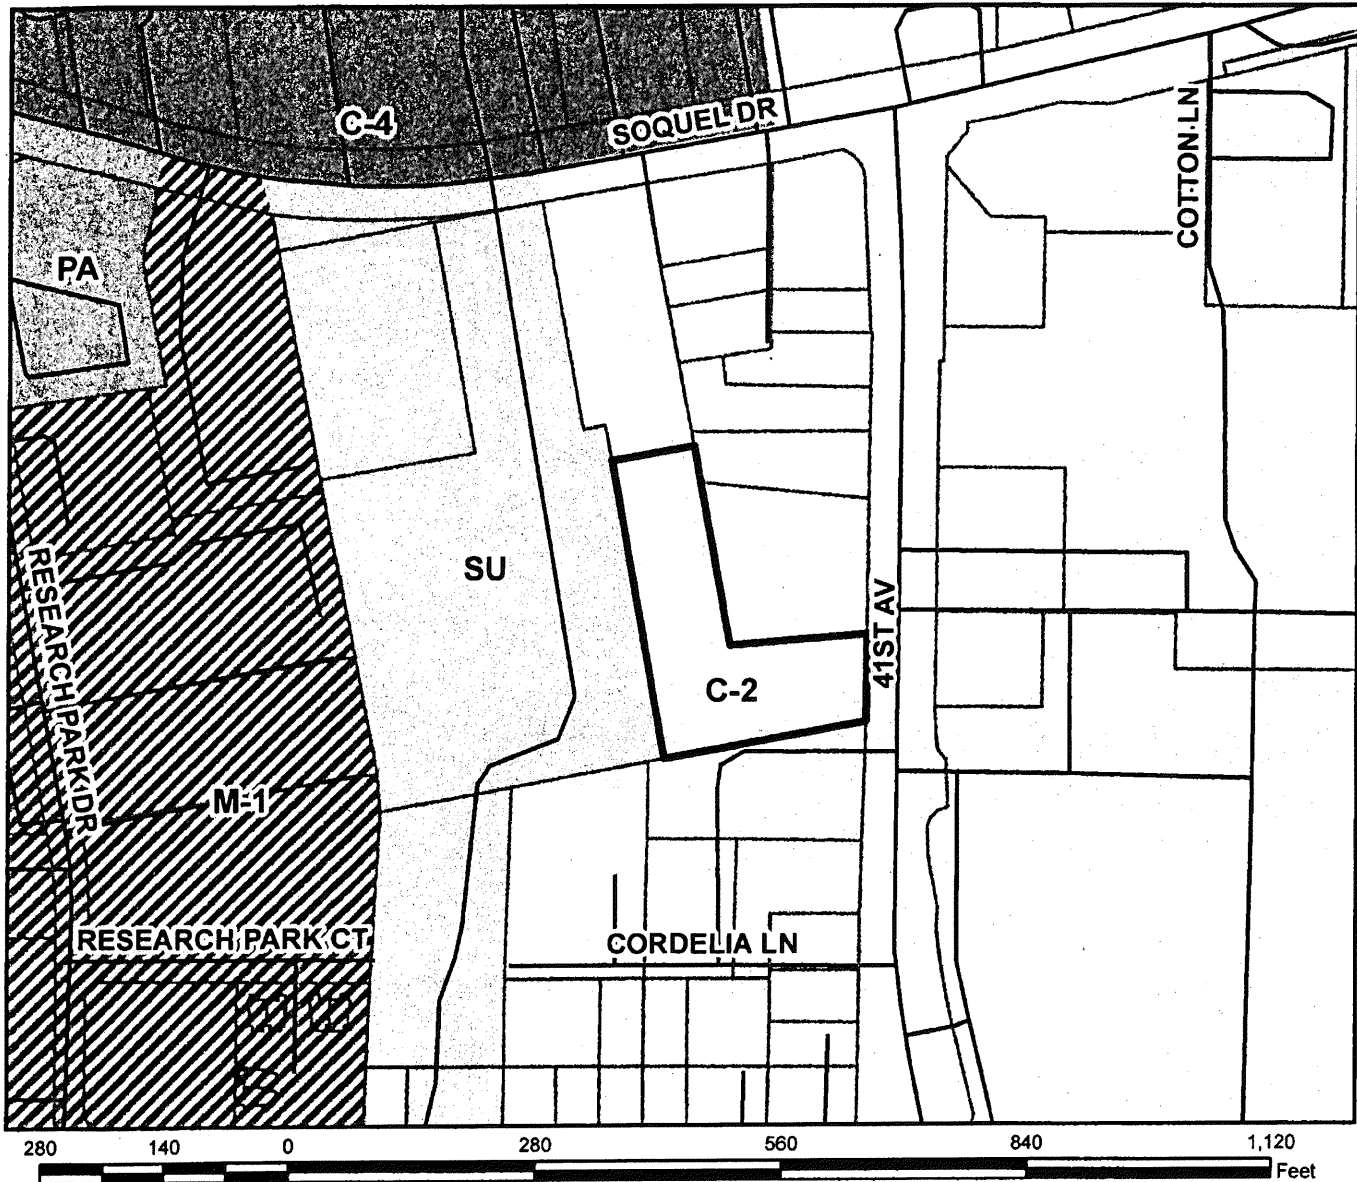 C-4
SOQUEL DR
COTTON LN
PA
SU
RESEARCH PARK DR
41ST AV
C-2
M-1
RESEARCH PARK CT
CORDELIA LN
280 140 0 280 560 840 1,120
Feet